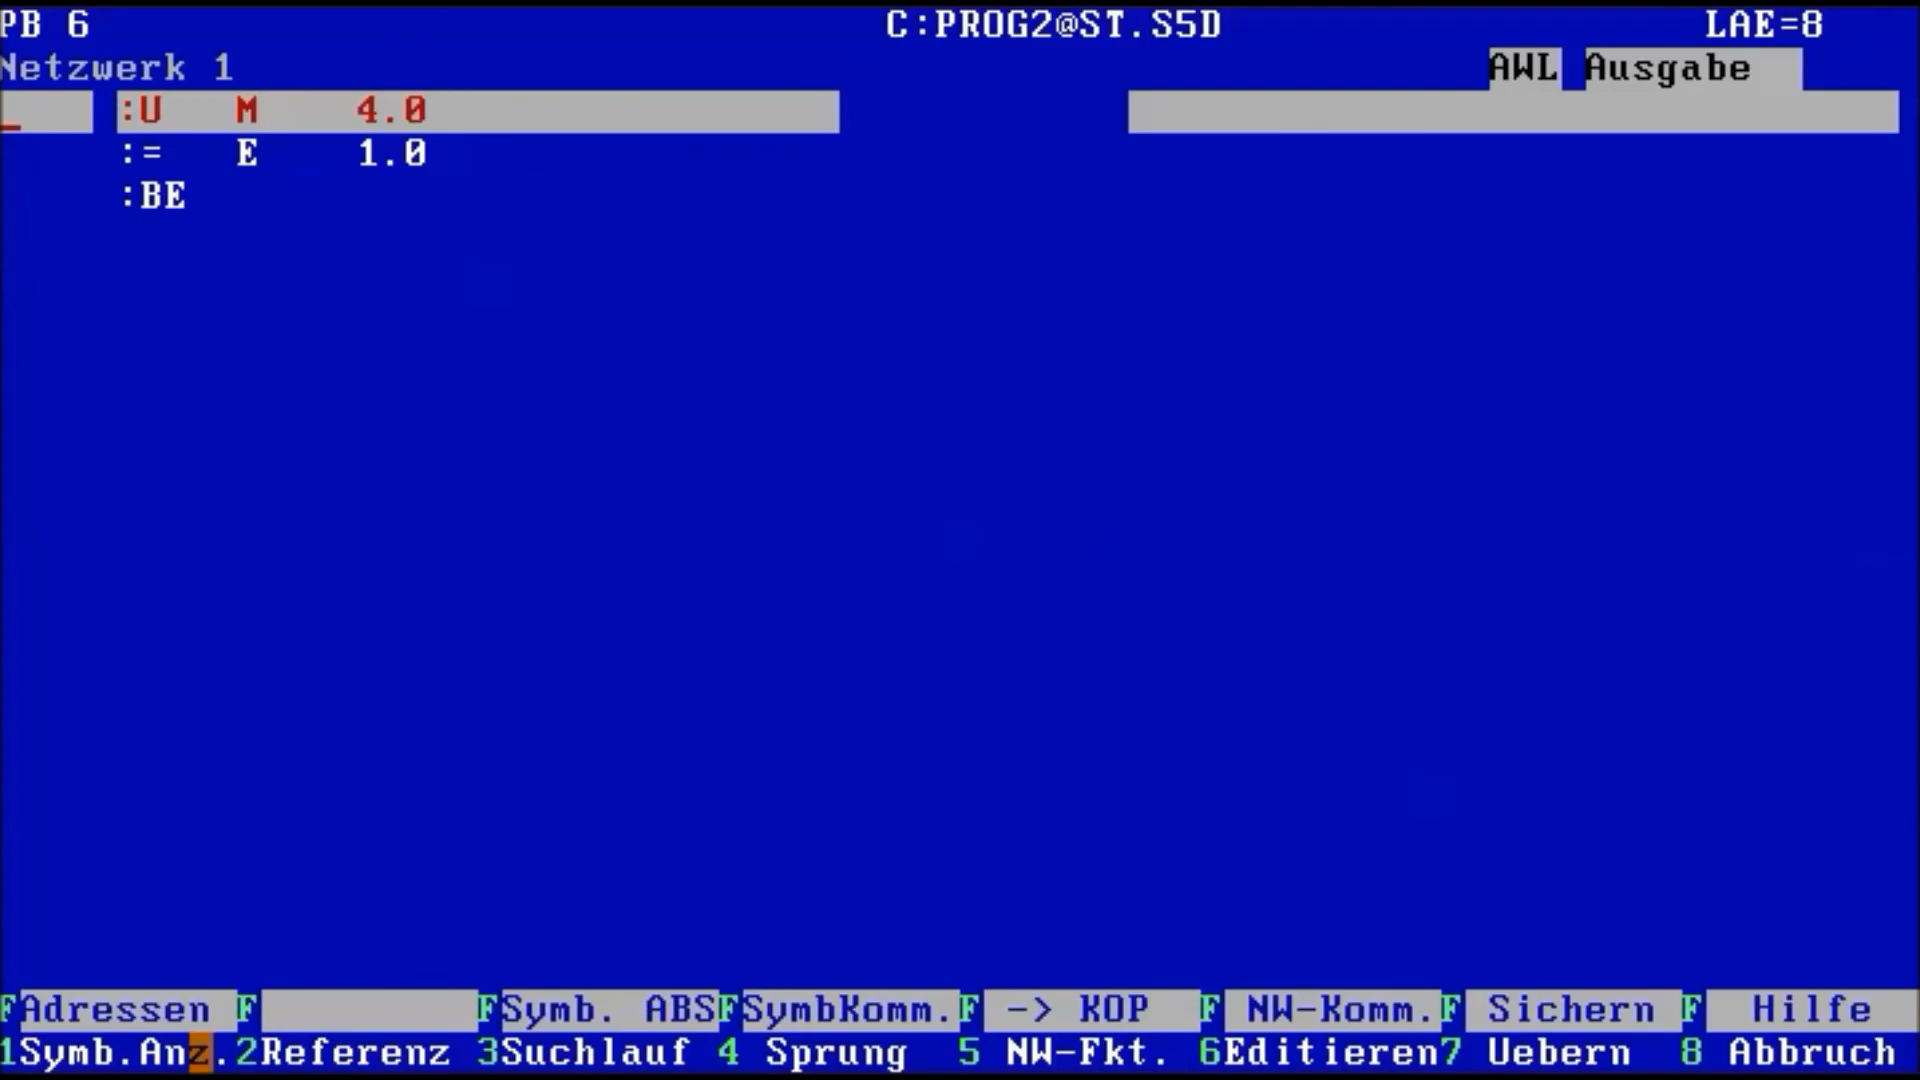 PB 6 C:PROG2@ST.S5D LAE=8
Netzwerk 1 AWL Ausgabe
:U M 4.0
:= E 1.0
:BE
F Adressen F F Symb. ABS F SymbKomm. F -> KOP F NW-Komm. F Sichern F Hilfe
1 Symb.Anz. 2 Referenz 3 Suchlauf 4 Sprung 5 NW-Fkt. 6 Editieren 7 Uebern 8 Abbruch